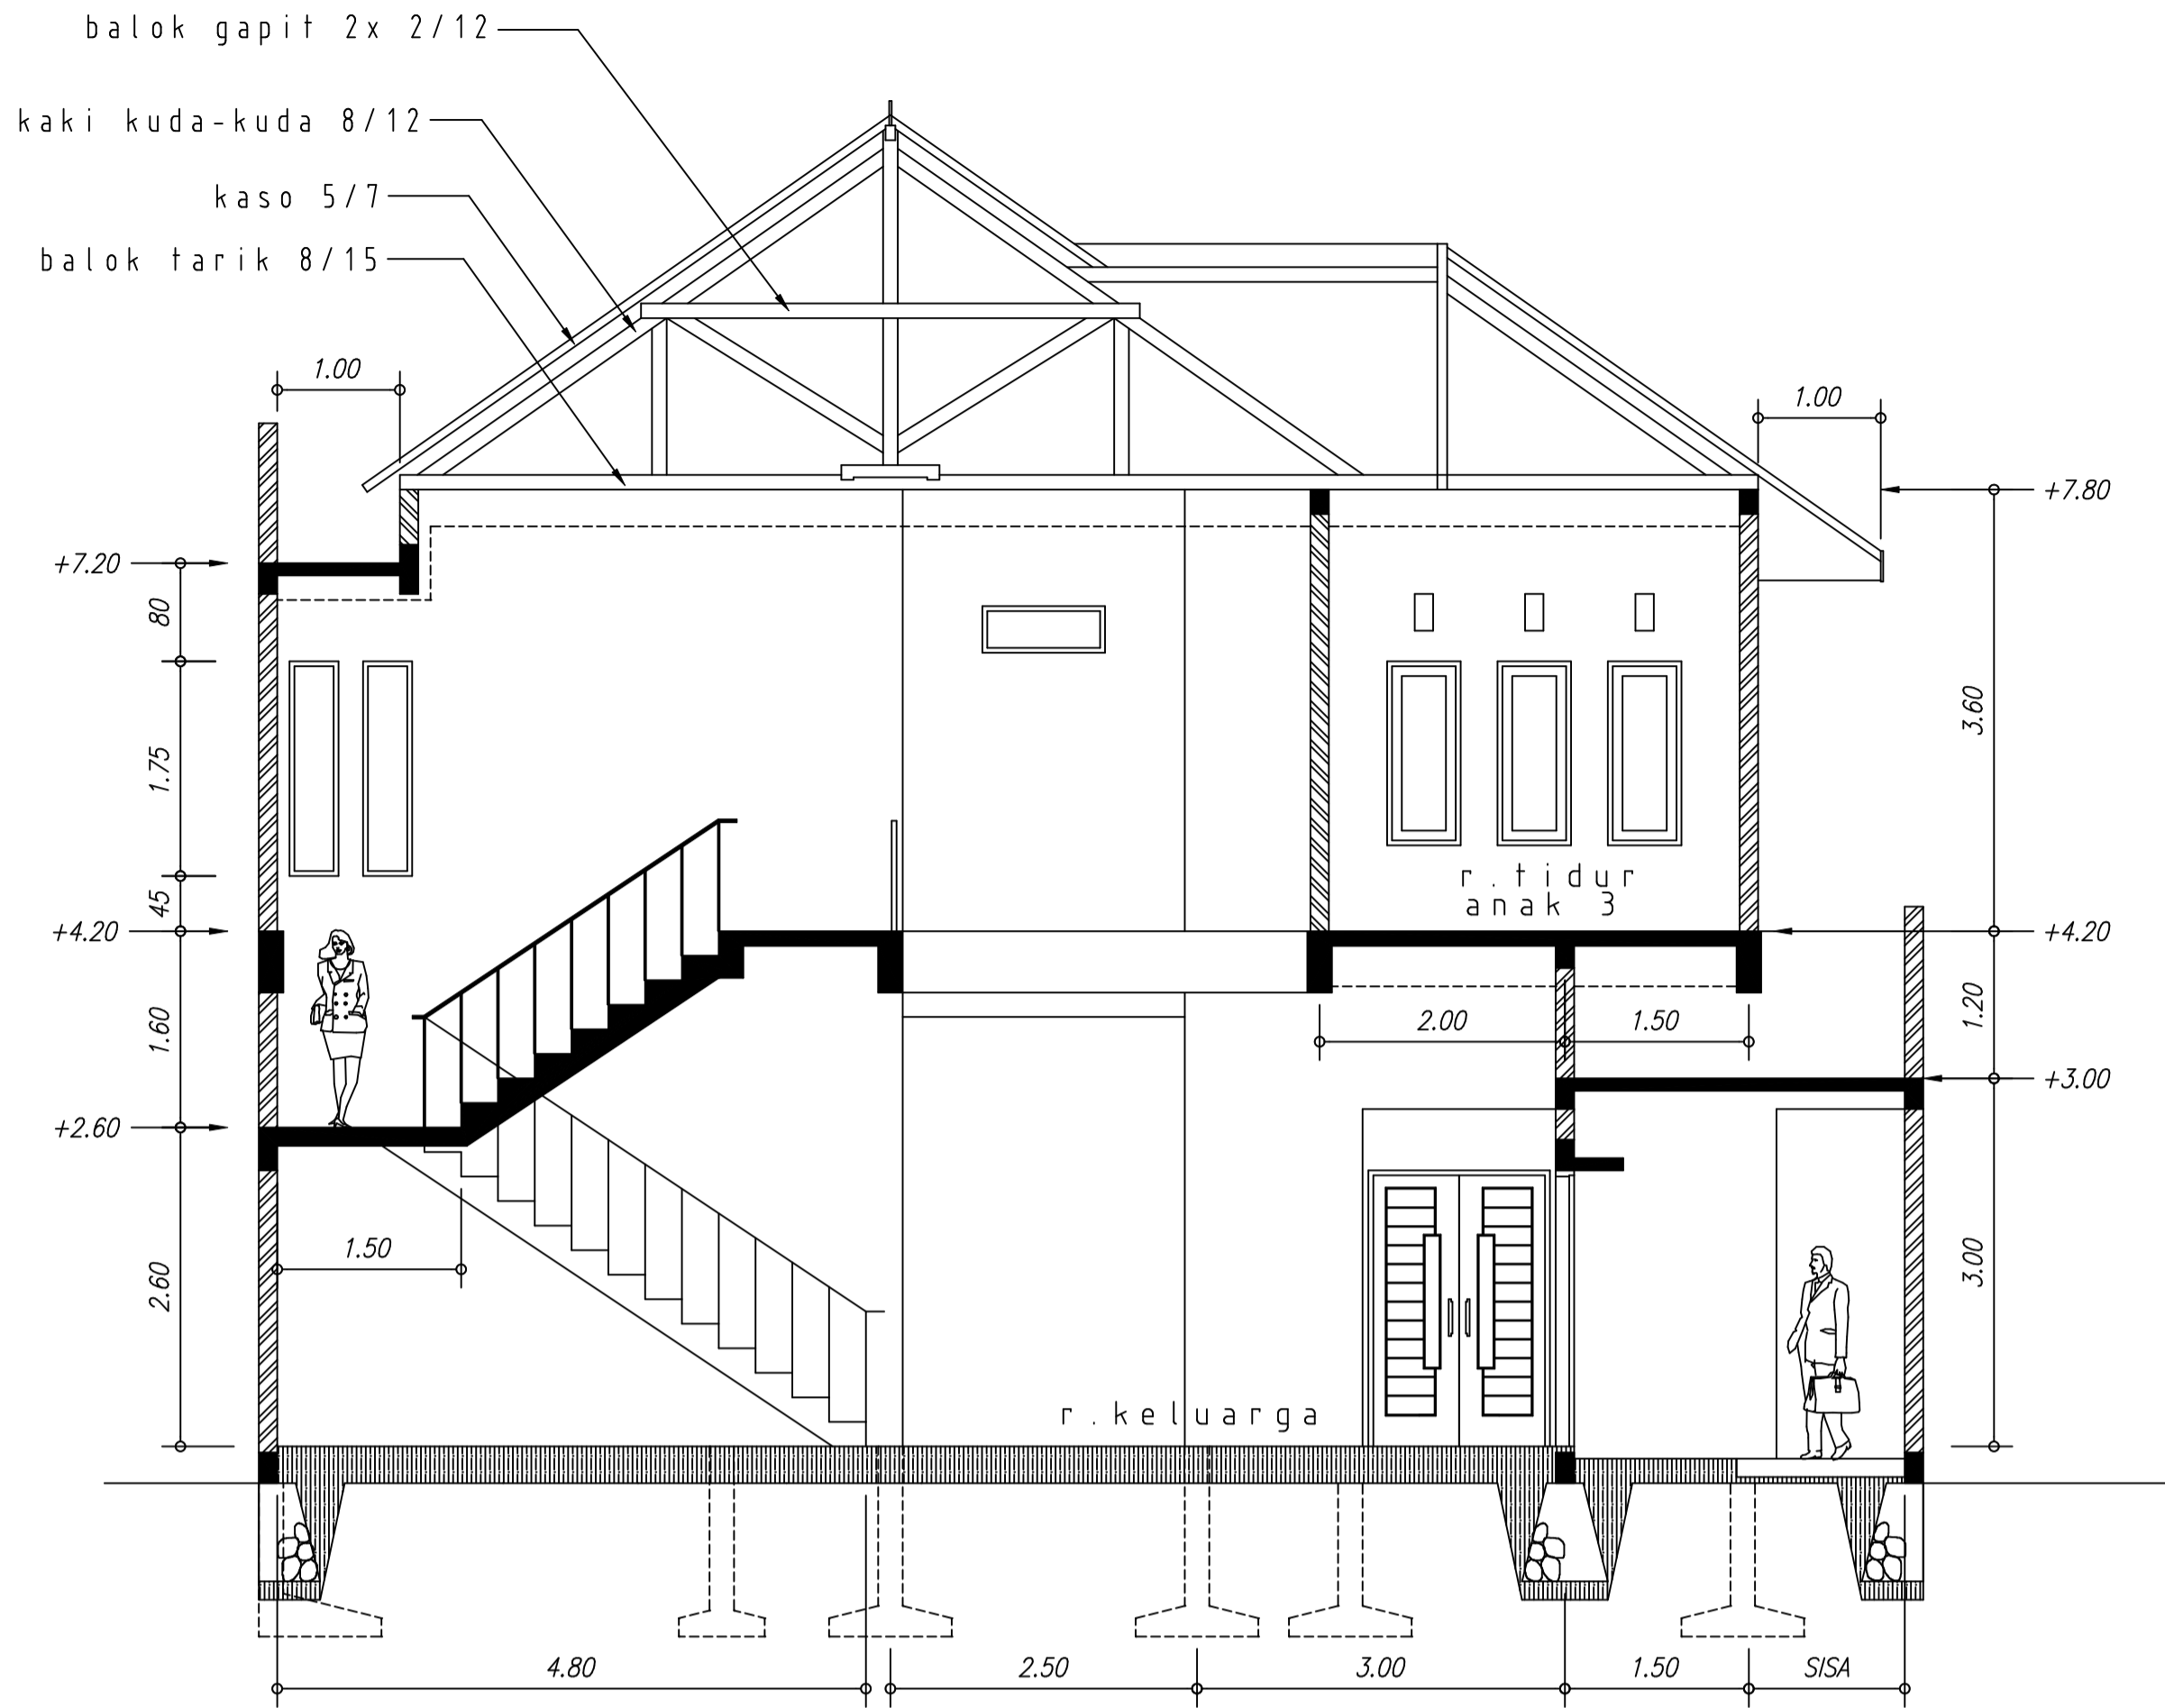 balok gapit 2x 2/12
kaki kuda-kuda 8/12
kaso 5/7
balok tarik 8/15
1.00
1.00
+7.80
+7.20
80
1.75
45
3.60
r.tidur
anak 3
+4.20
+4.20
1.60
2.00
1.50
1.20
+3.00
+2.60
1.50
2.60
3.00
r.keluarga
4.80
2.50
3.00
1.50
SISA